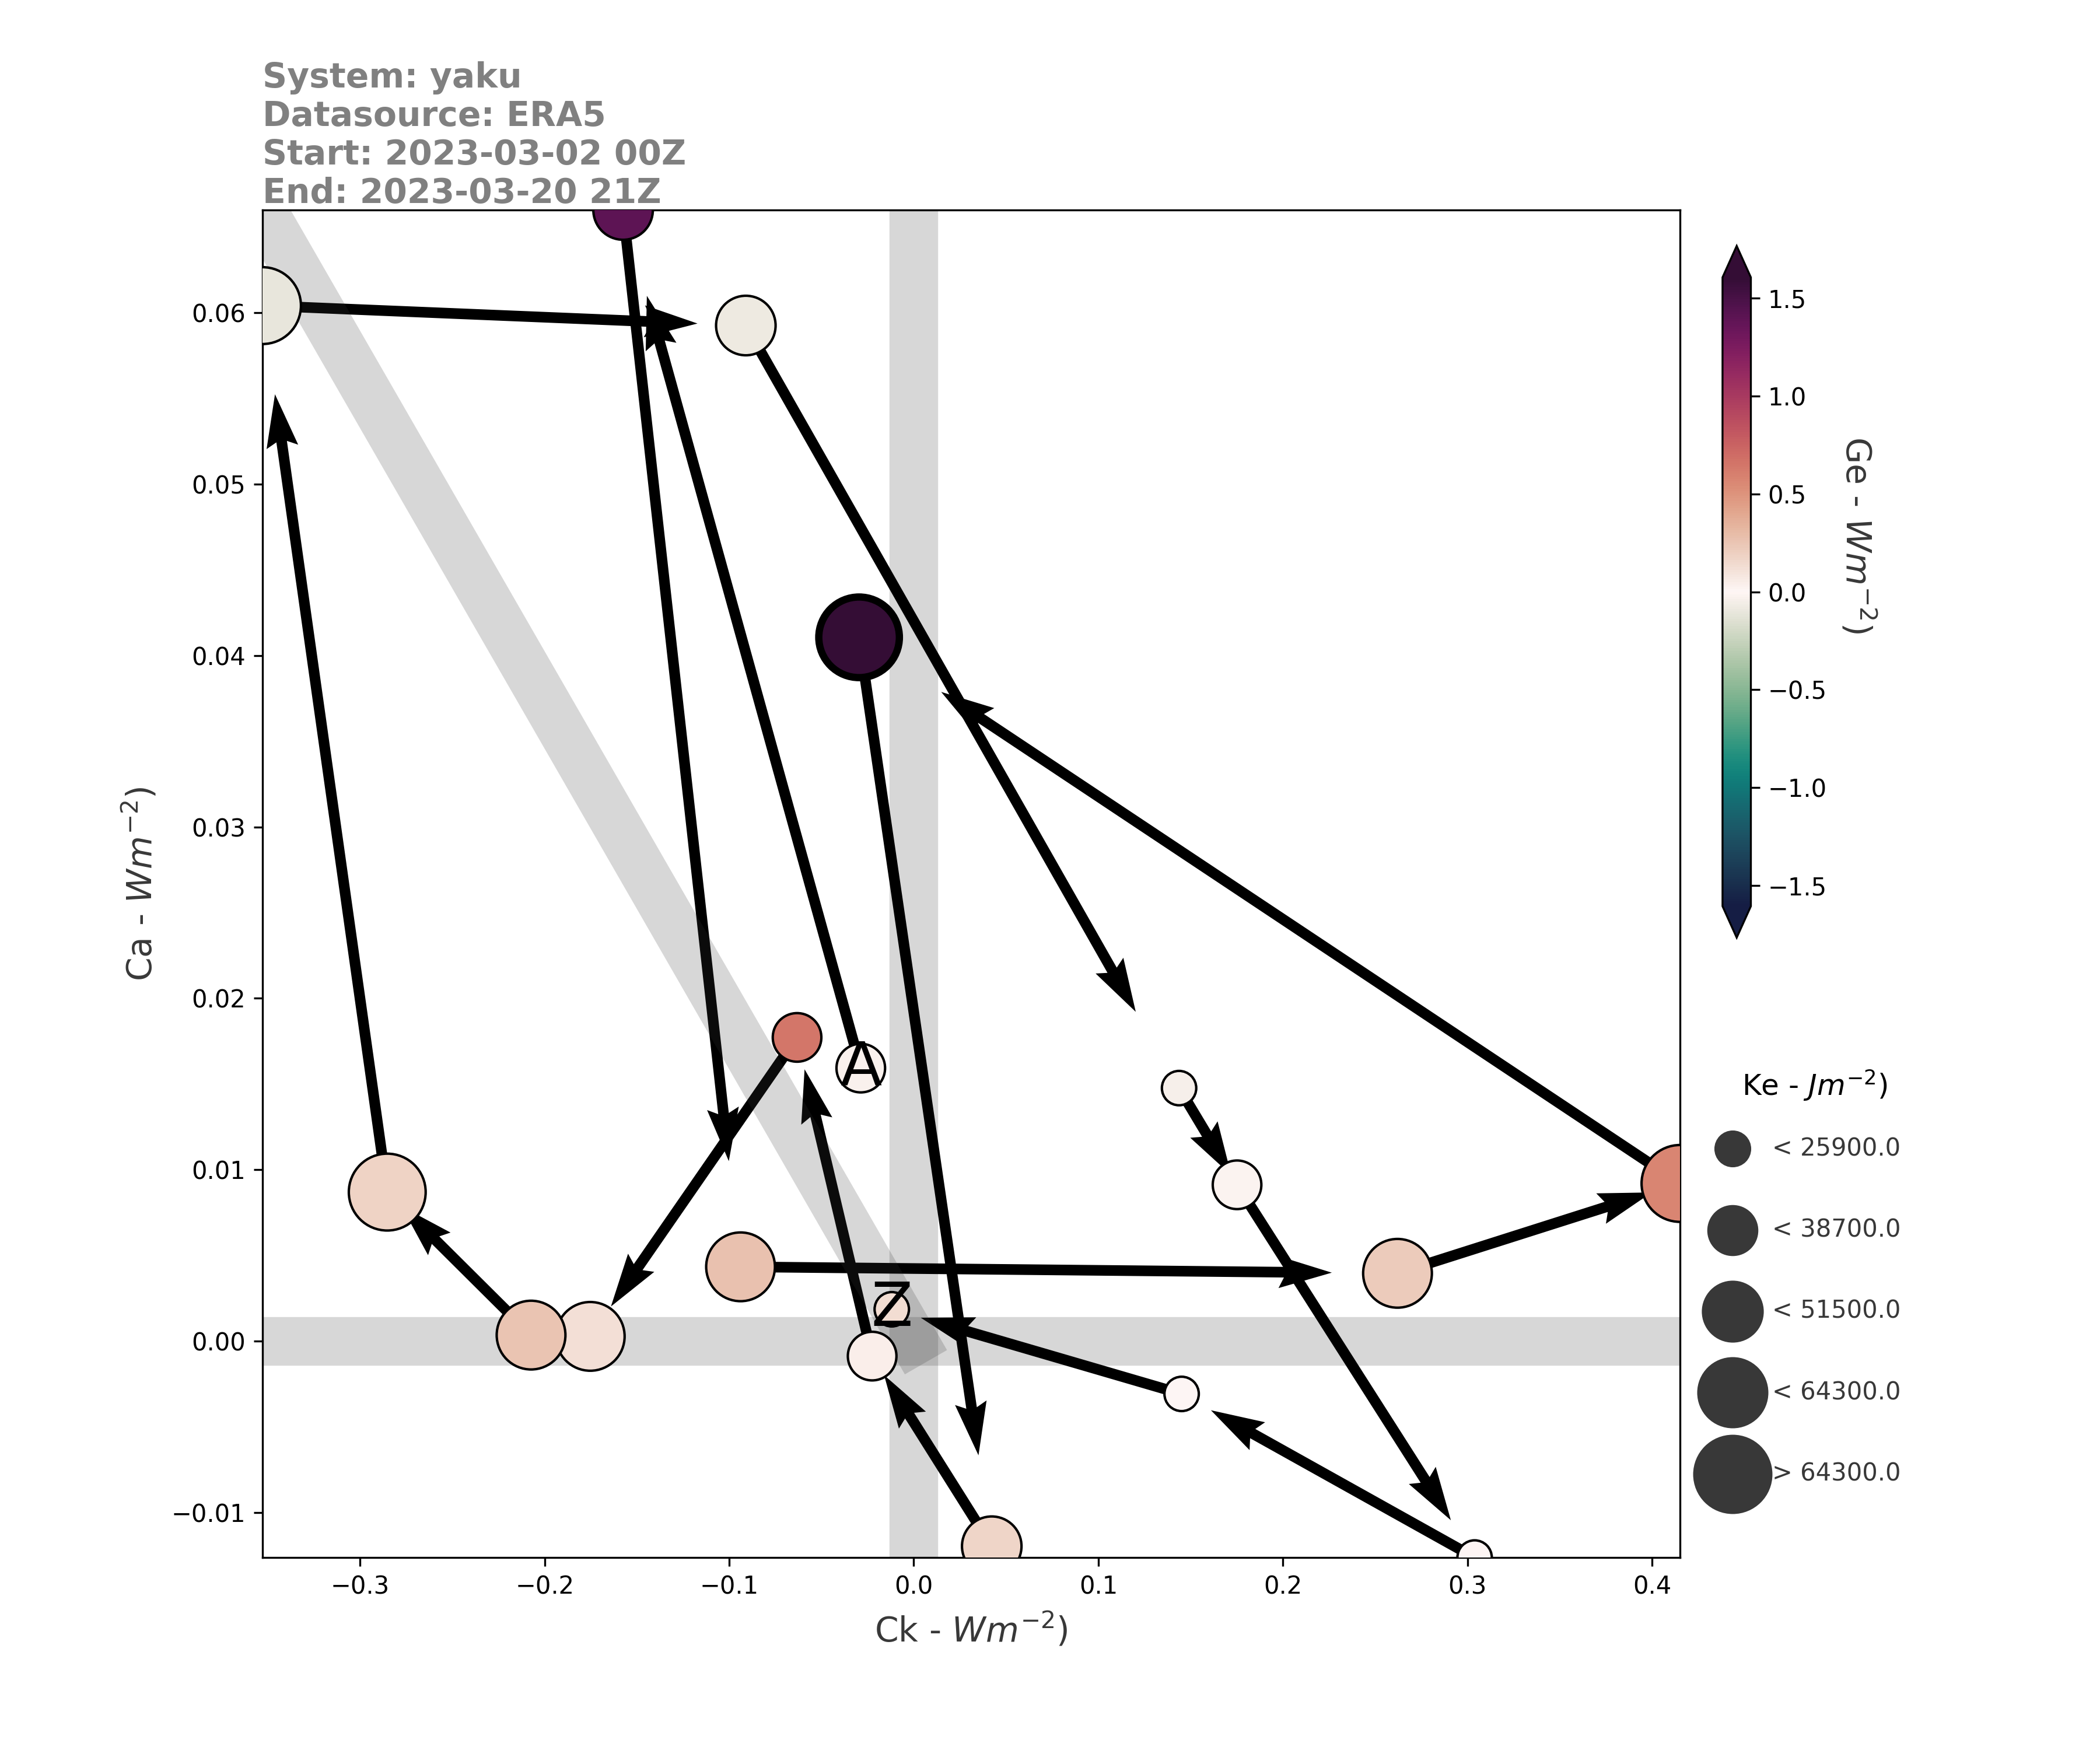 System: yaku
Datasource: ERA5
Start: 2023-03-02 00Z
End: 2023-03-20 21Z
0.06
0.05
0.04
0.03
0.02
0.01
0.00
−0.01
Ca - Wm⁻²)
A
Z
−0.3
−0.2
−0.1
0.0
0.1
0.2
0.3
0.4
Ck - Wm⁻²)
1.5
1.0
0.5
0.0
−0.5
−1.0
−1.5
Ge - Wm⁻²)
Ke - Jm⁻²)
< 25900.0
< 38700.0
< 51500.0
< 64300.0
> 64300.0